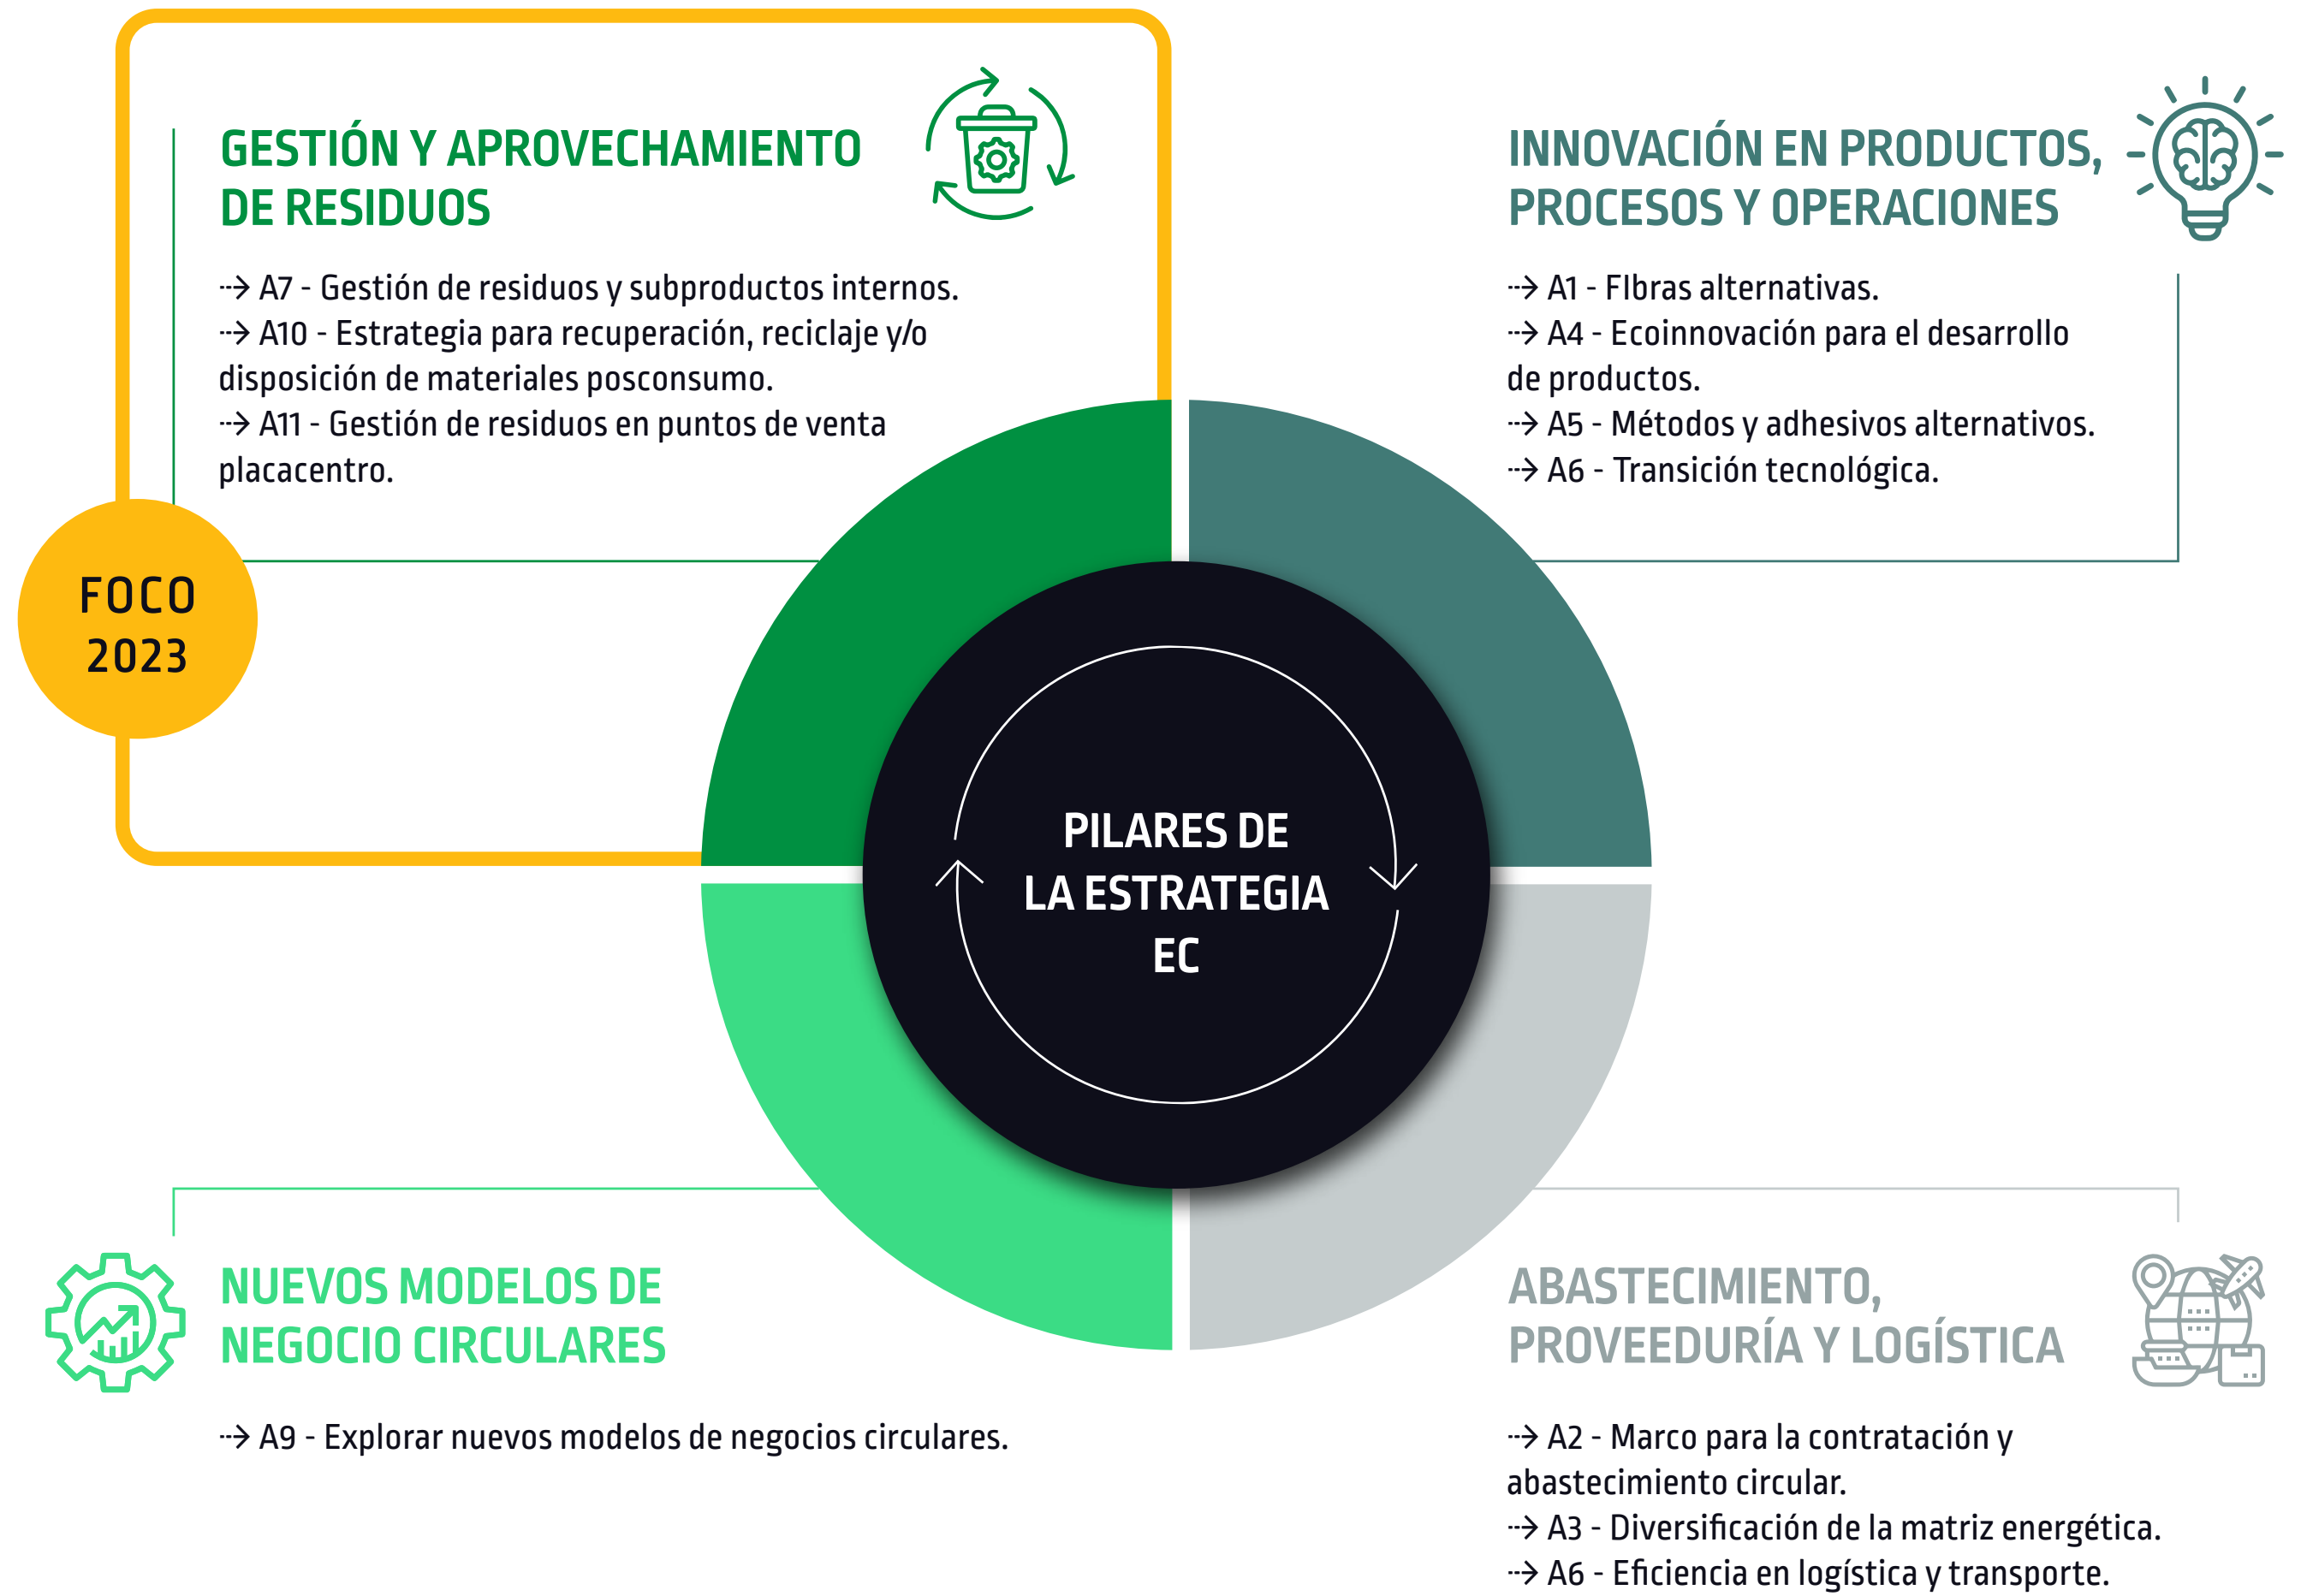 GESTIÓN Y APROVECHAMIENTO
DE RESIDUOS
⇢ A7 - Gestión de residuos y subproductos internos.
⇢ A10 - Estrategia para recuperación, reciclaje y/o
disposición de materiales posconsumo.
⇢ A11 - Gestión de residuos en puntos de venta
placacentro.
FOCO
2023
INNOVACIÓN EN PRODUCTOS,
PROCESOS Y OPERACIONES
⇢ A1 - FIbras alternativas.
⇢ A4 - Ecoinnovación para el desarrollo
de productos.
⇢ A5 - Métodos y adhesivos alternativos.
⇢ A6 - Transición tecnológica.
PILARES DE
LA ESTRATEGIA
EC
NUEVOS MODELOS DE
NEGOCIO CIRCULARES
⇢ A9 - Explorar nuevos modelos de negocios circulares.
ABASTECIMIENTO,
PROVEEDURÍA Y LOGÍSTICA
⇢ A2 - Marco para la contratación y
abastecimiento circular.
⇢ A3 - Diversificación de la matriz energética.
⇢ A6 - Eficiencia en logística y transporte.